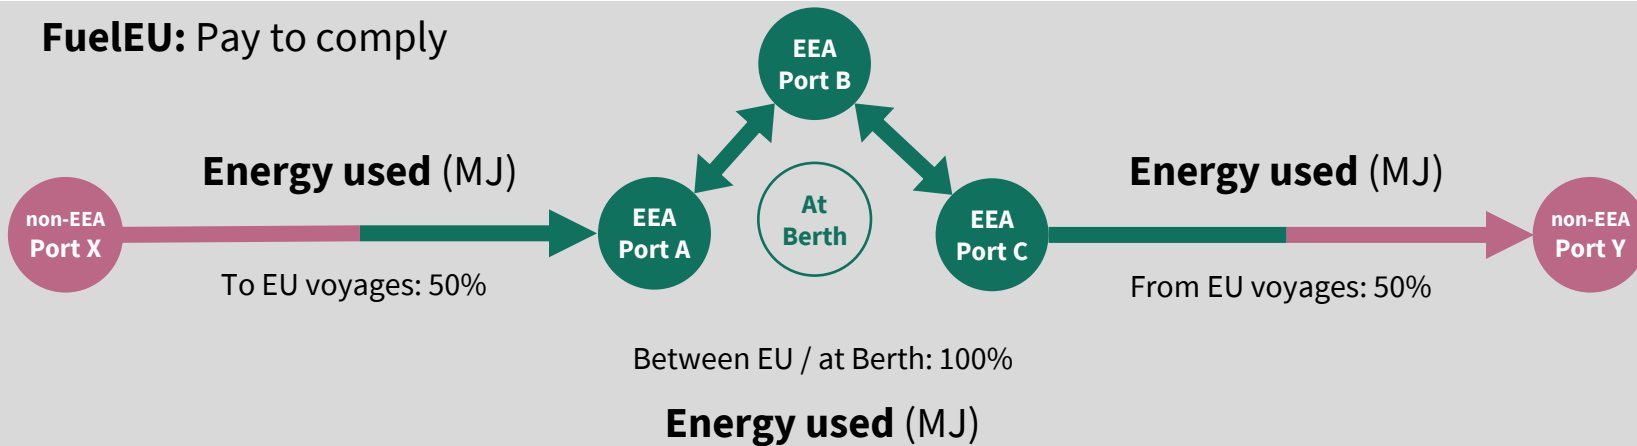 FuelEU: Pay to comply
EEA
Port B
Energy used (MJ)
Energy used (MJ)
non-EEA
Port X
EEA
Port A
At
Berth
EEA
Port C
non-EEA
Port Y
To EU voyages: 50%
From EU voyages: 50%
Between EU / at Berth: 100%
Energy used (MJ)